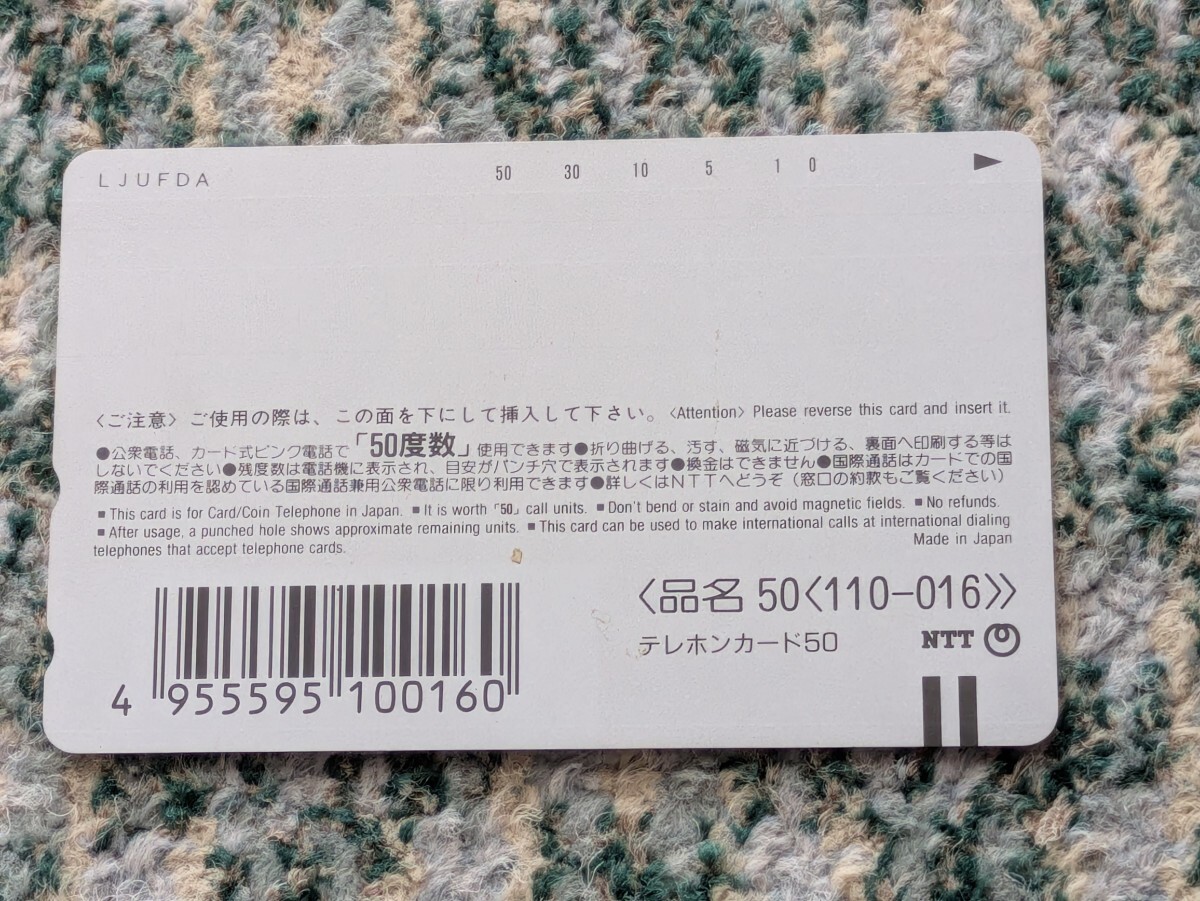 LJUFDA 50 30 10 5 1 0 ▶
〈ご注意〉ご使用の際は、この面を下にして挿入して下さい。〈Attention〉Please reverse this card and insert it.
●公衆電話、カード式ピンク電話で「50度数」使用できます●折り曲げる、汚す、磁気に近づける、裏面へ印刷する等は
しないでください●残度数は電話機に表示され、目安がパンチ穴で表示されます●換金はできません●国際通話はカードでの国
際通話の利用を認めている国際通話兼用公衆電話に限り利用できます●詳しくはNTTへどうぞ(窓口の約款もご覧ください)
■This card is for Card/Coin Telephone in Japan. ■It is worth「50」call units. ■Don't bend or stain and avoid magnetic fields. ■No refunds.
■After usage, a punched hole shows approximate remaining units. ■This card can be used to make international calls at international dialing
telephones that accept telephone cards.
Made in Japan
〈品名 50〈110-016〉〉
テレホンカード50
NTT
4 955595 100160